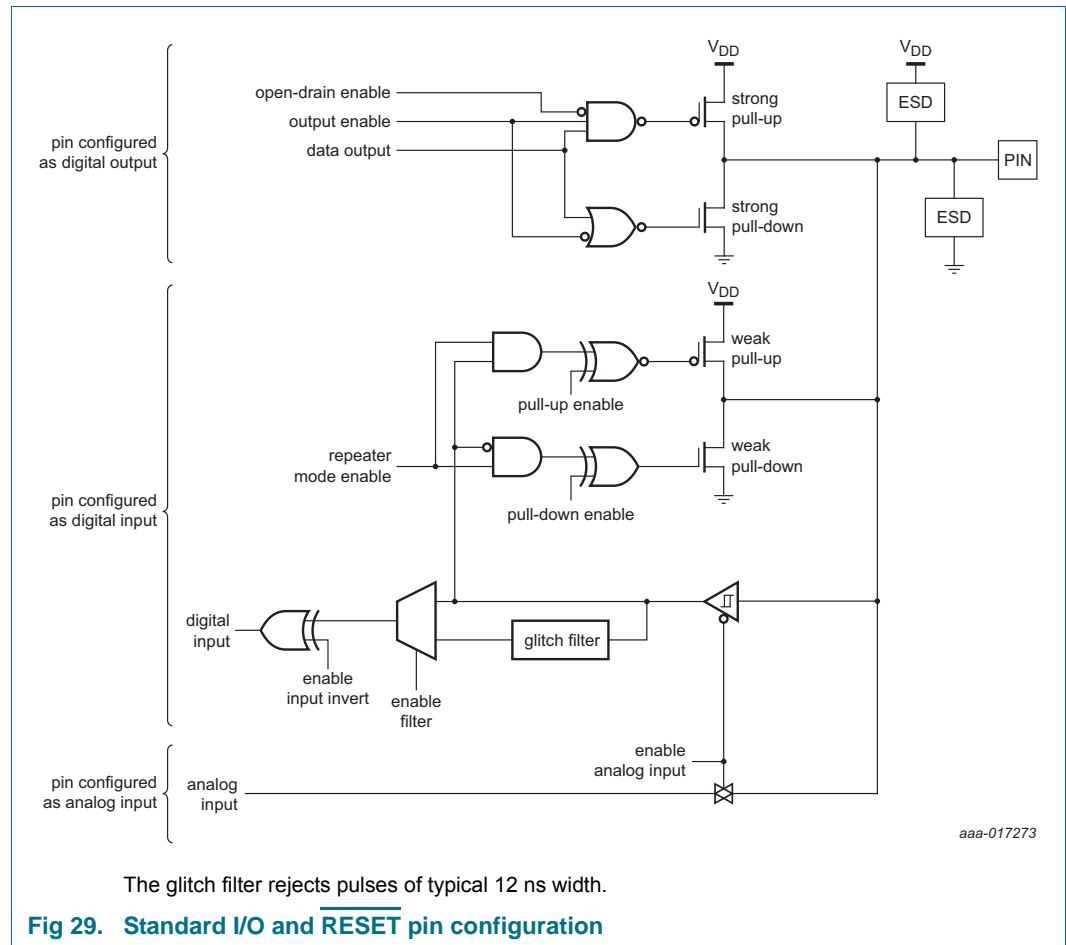 pin configured
as digital output
open-drain enable
output enable
data output
VDD
strong
pull-up
strong
pull-down
VDD
ESD
PIN
ESD
pin configured
as digital input
VDD
weak
pull-up
pull-up enable
repeater
mode enable
weak
pull-down
pull-down enable
digital
input
glitch filter
enable
input invert
enable
filter
pin configured
as analog input
analog
input
enable
analog input
aaa-017273
The glitch filter rejects pulses of typical 12 ns width.
Fig 29. Standard I/O and RESET pin configuration